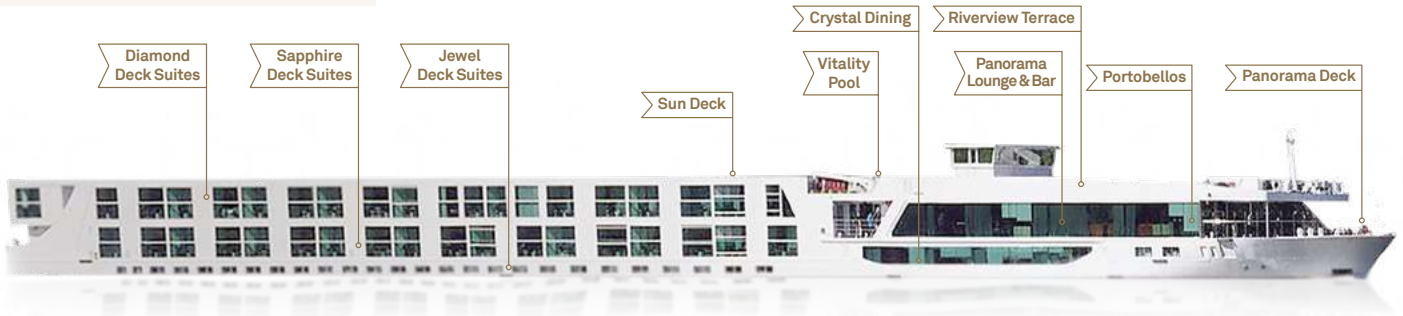 Diamond
Deck Suites
Sapphire
Deck Suites
Jewel
Deck Suites
Sun Deck
Crystal Dining
Vitality
Pool
Riverview Terrace
Panorama
Lounge & Bar
Portobellos
Panorama Deck